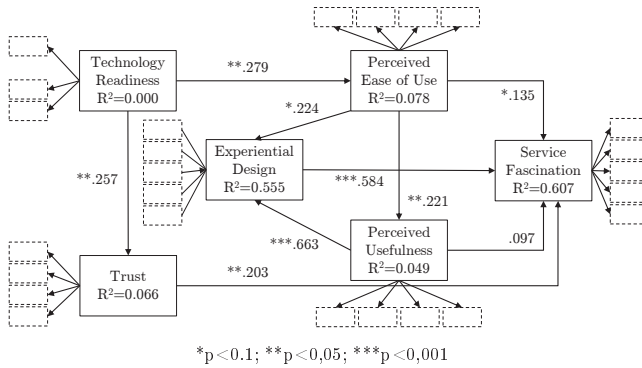 Technology
Readiness
R²=0.000
**.279
Perceived
Ease of Use
R²=0.078
*.135
*.224
Experiential
Design
R²=0.555
***.584
Service
Fascination
R²=0.607
**.257
**.221
***.663
Perceived
Usefulness
R²=0.049
.097
Trust
R²=0.066
**.203
*p<0.1; **p<0,05; ***p<0,001